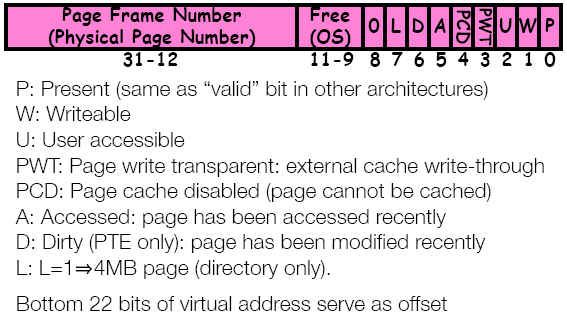 Page Frame Number Free 0 L D A PCD PWT U W P
(Physical Page Number) (OS)
31-12 11-9 8 7 6 5 4 3 2 1 0
P: Present (same as “valid” bit in other architectures)
W: Writeable
U: User accessible
PWT: Page write transparent: external cache write-through
PCD: Page cache disabled (page cannot be cached)
A: Accessed: page has been accessed recently
D: Dirty (PTE only): page has been modified recently
L: L=1⇒4MB page (directory only).
Bottom 22 bits of virtual address serve as offset